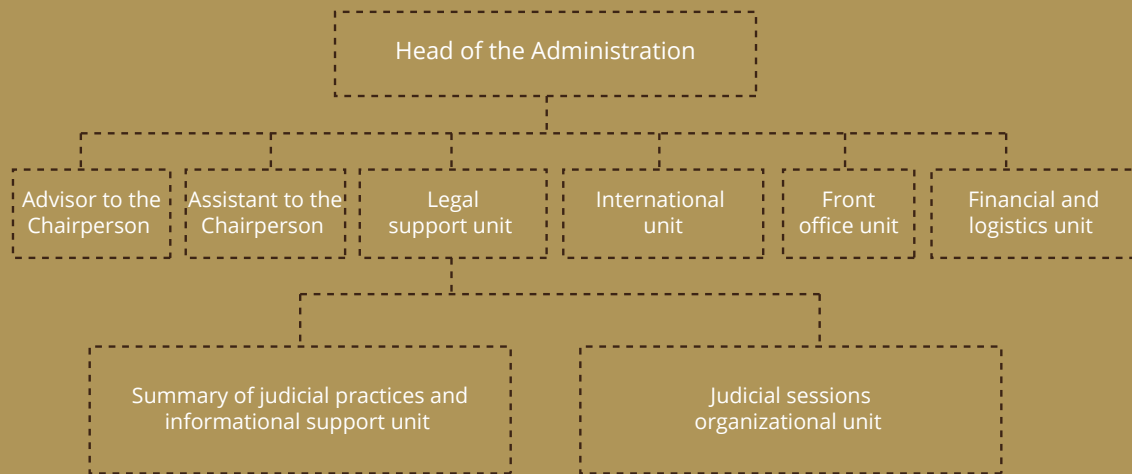 Head of the Administration
Advisor to the
Chairperson
Assistant to the
Chairperson
Legal
support unit
International
unit
Front
office unit
Financial and
logistics unit
Summary of judicial practices and
informational support unit
Judicial sessions
organizational unit